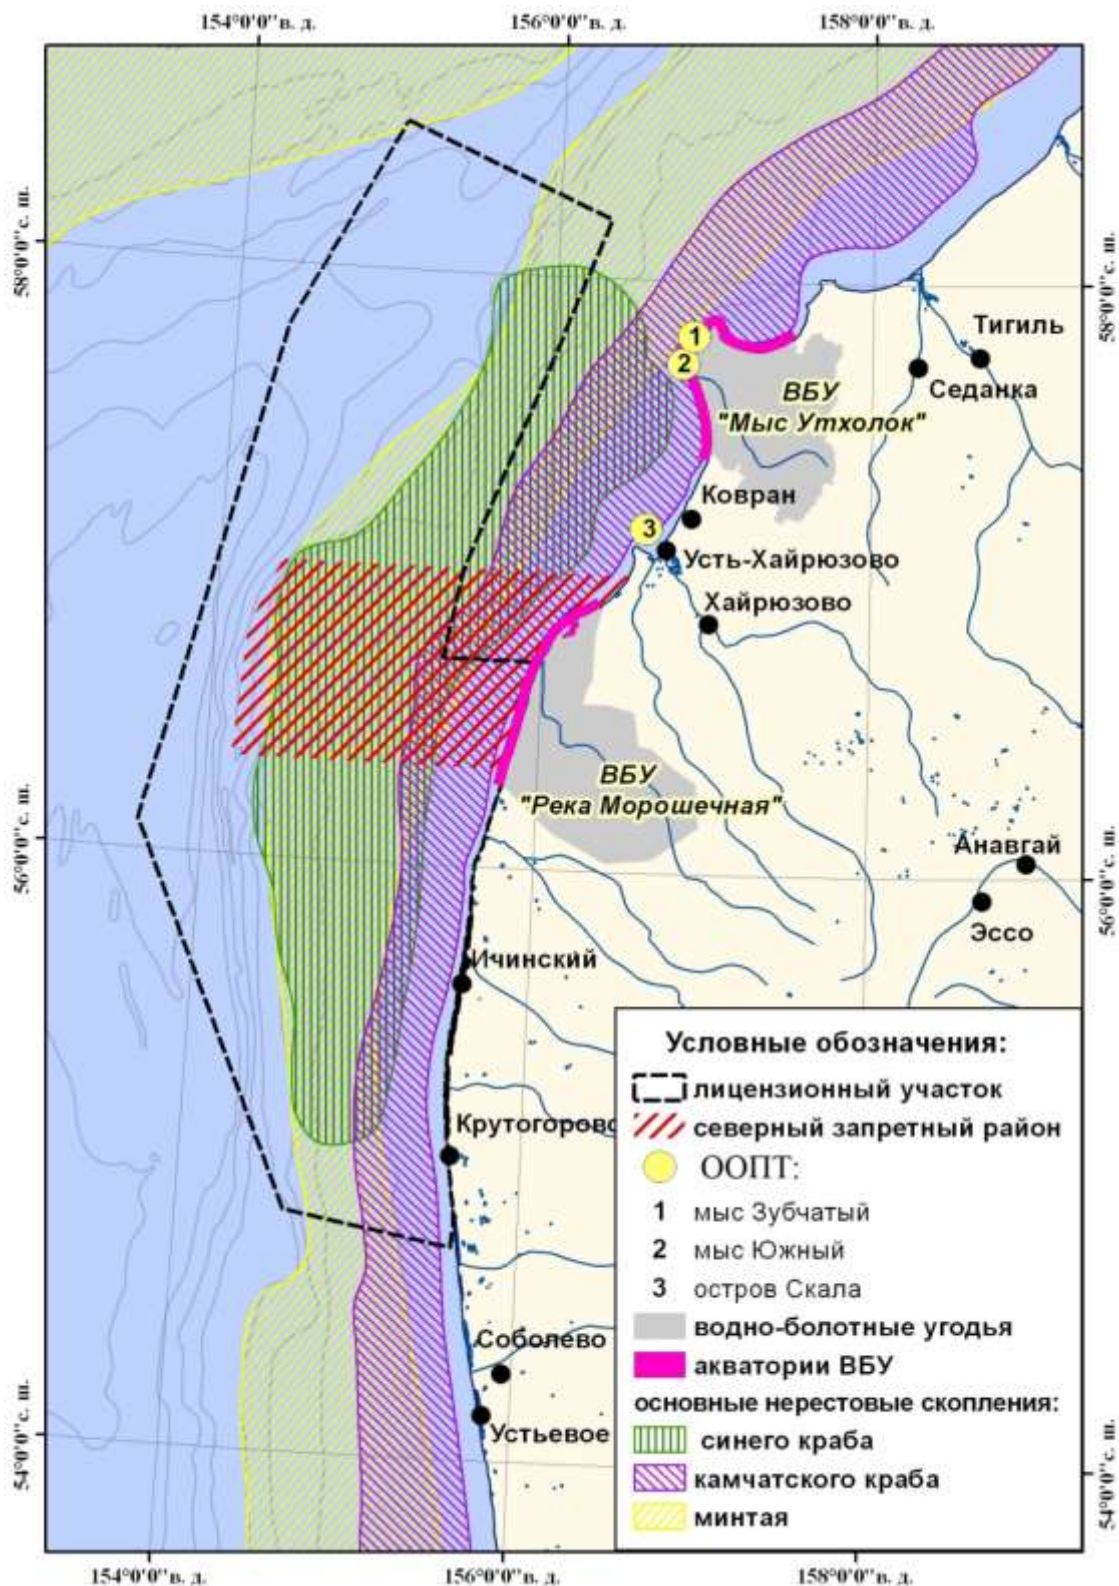 154°0'0"в. д. 156°0'0"в. д. 158°0'0"в. д.
58°0'0"с. ш.
58°0'0"с. ш.
1
2
Тигиль
Седанка
ВБУ
"Мыс Утхолок"
Ковран
3
Усть-Хайрюзово
Хайрюзово
ВБУ
"Река Морошечная"
56°0'0"с. ш.
56°0'0"с. ш.
Анавгай
Эссо
Ичинский
Крутогорово
Соболево
Устьевое
54°0'0"с. ш.
54°0'0"с. ш.
Условные обозначения:
лицензионный участок
северный запретный район
ООПТ:
1 мыс Зубчатый
2 мыс Южный
3 остров Скала
водно-болотные угодья
акватории ВБУ
основные нерестовые скопления:
синего краба
камчатского краба
минтая
154°0'0"в. д. 156°0'0"в. д. 158°0'0"в. д.